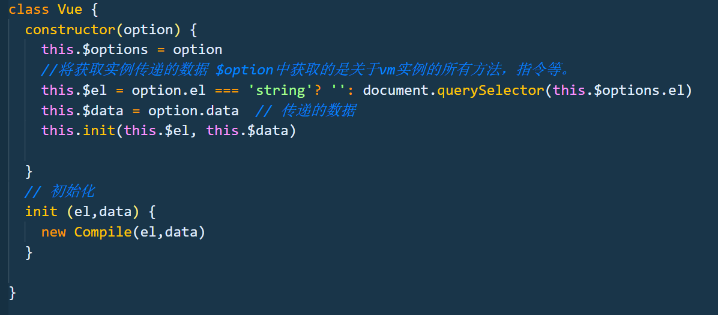 class Vue {
constructor(option) {
this.$options = option
//将获取实例传递的数据 $option中获取的是关于vm实例的所有方法，指令等。
this.$el = option.el === 'string'? '': document.querySelector(this.$options.el)
this.$data = option.data // 传递的数据
this.init(this.$el, this.$data)
}
// 初始化
init (el,data) {
new Compile(el,data)
}
}